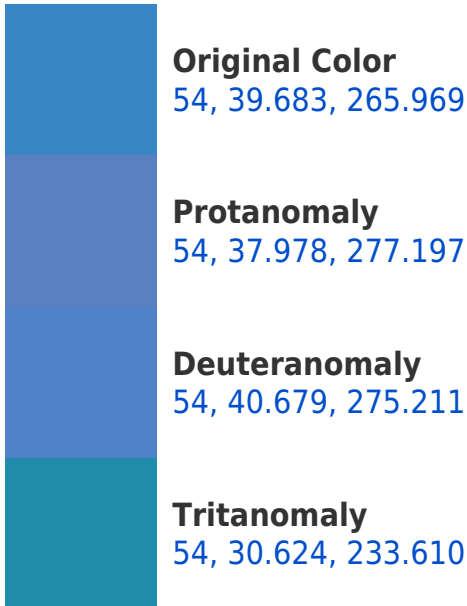 Original Color
54, 39.683, 265.969
Protanomaly
54, 37.978, 277.197
Deuteranomaly
54, 40.679, 275.211
Tritanomaly
54, 30.624, 233.610